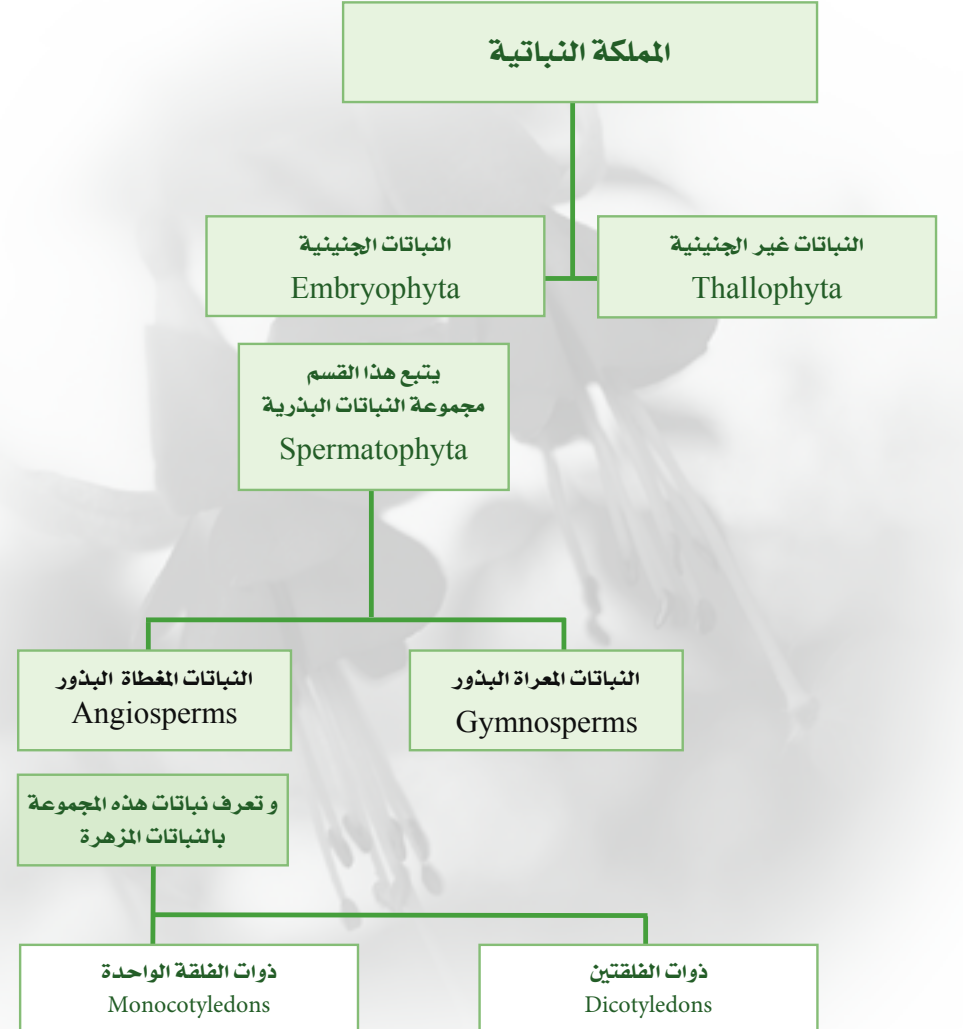 المملكة النباتية
النباتات غير الجنينية
Thallophyta
النباتات الجنينية
Embryophyta
يتبع هذا القسم
مجموعة النباتات البذرية
Spermatophyta
النباتات المعراة البذور
Gymnosperms
النباتات المغطاة البذور
Angiosperms
و تعرف نباتات هذه المجموعة
بالنباتات المزهرة
ذوات الفلقتين
Dicotyledons
ذوات الفلقة الواحدة
Monocotyledons